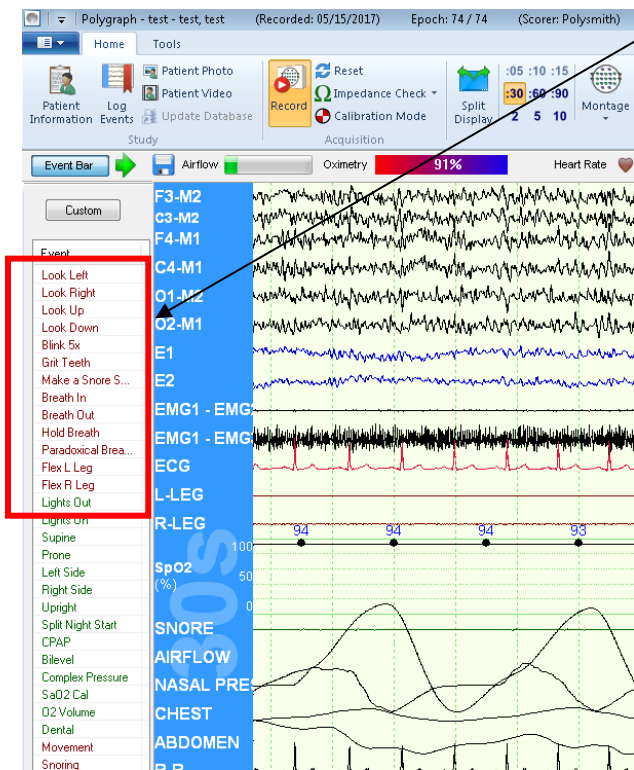 Polygraph - test - test, test (Recorded: 05/15/2017) Epoch: 74 / 74 (Scorer: Polysmith)
Home Tools
Patient Information
Log Events
Patient Photo
Patient Video
Update Database
Study
Record
Reset
Impedance Check
Calibration Mode
Acquisition
Split Display
:05 :10 :15
:30 :60 :90
2 5 10
Montage
Event Bar Airflow Oximetry 91% Heart Rate
Custom
Event
Look Left
Look Right
Look Up
Look Down
Blink 5x
Grit Teeth
Make a Snore S...
Breath In
Breath Out
Hold Breath
Paradoxical Brea...
Flex L Leg
Flex R Leg
Lights Out
Lights On
Supine
Prone
Left Side
Right Side
Upright
Split Night Start
CPAP
Bilevel
Complex Pressure
SaO2 Cal
O2 Volume
Dental
Movement
Snoring
F3-M2
C3-M2
F4-M1
C4-M1
O1-M2
O2-M1
E1
E2
EMG1 - EMG
EMG1 - EMG
ECG
L-LEG
R-LEG
94 94 94 93
100
SpO2
(%) 50
0
30s
SNORE
AIRFLOW
NASAL PRE
CHEST
ABDOMEN